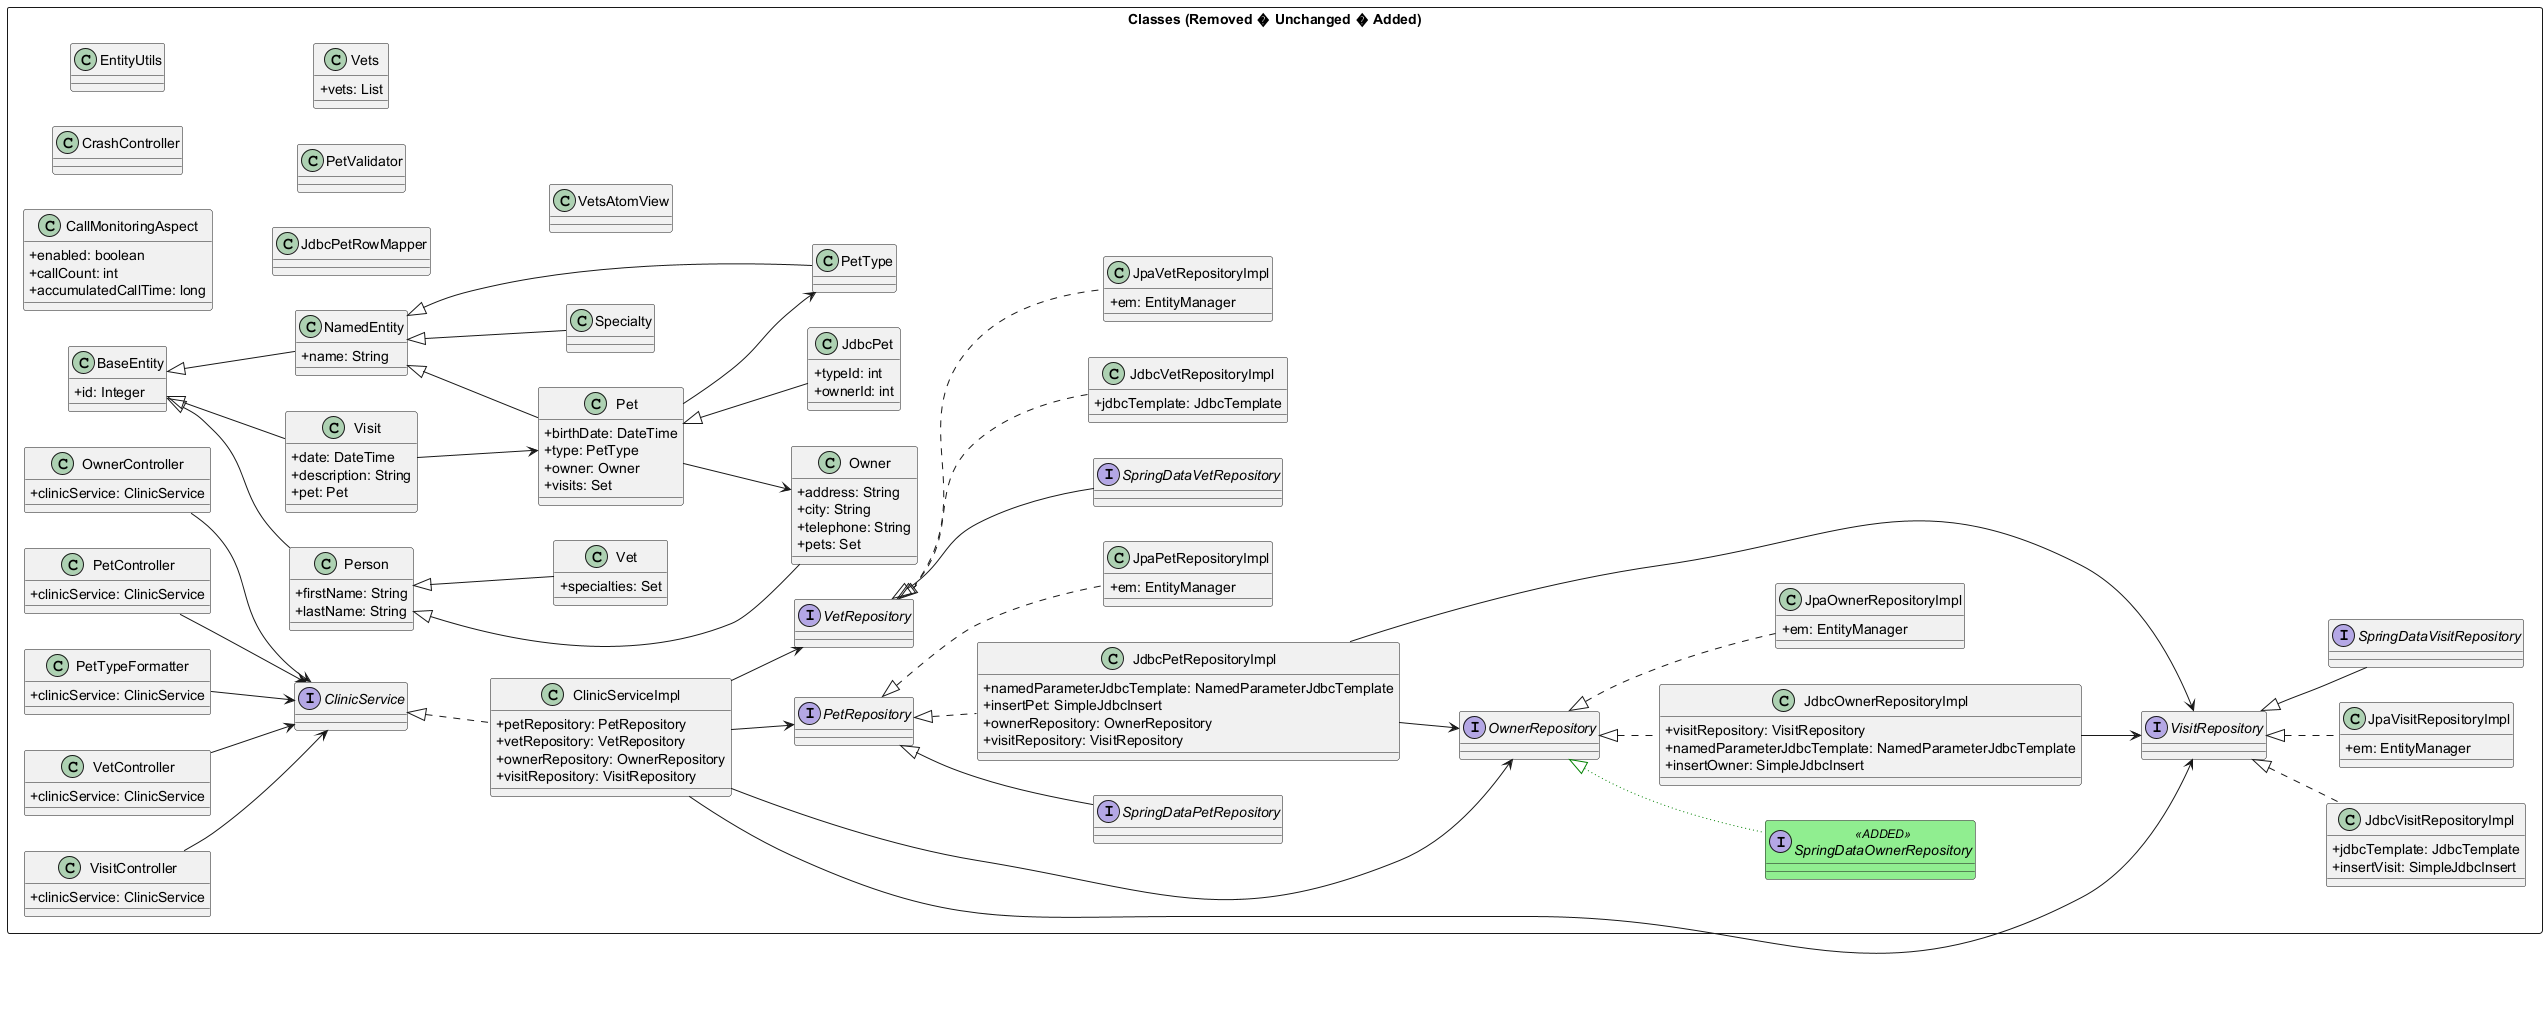 Classes (Removed � Unchanged � Added)
C EntityUtils
C CrashController
C CallMonitoringAspect
+enabled: boolean
+callCount: int
+accumulatedCallTime: long
C BaseEntity
+id: Integer
C OwnerController
+clinicService: ClinicService
C PetController
+clinicService: ClinicService
C PetTypeFormatter
+clinicService: ClinicService
C VetController
+clinicService: ClinicService
C VisitController
+clinicService: ClinicService
C Vets
+vets: List
C PetValidator
C JdbcPetRowMapper
C NamedEntity
+name: String
C Visit
+date: DateTime
+description: String
+pet: Pet
C Person
+firstName: String
+lastName: String
I ClinicService
C VetsAtomView
C Specialty
C Pet
+birthDate: DateTime
+type: PetType
+owner: Owner
+visits: Set
C Vet
+specialties: Set
C ClinicServiceImpl
+petRepository: PetRepository
+vetRepository: VetRepository
+ownerRepository: OwnerRepository
+visitRepository: VisitRepository
C PetType
C JdbcPet
+typeId: int
+ownerId: int
C Owner
+address: String
+city: String
+telephone: String
+pets: Set
I VetRepository
I PetRepository
C JpaVetRepositoryImpl
+em: EntityManager
C JdbcVetRepositoryImpl
+jdbcTemplate: JdbcTemplate
I SpringDataVetRepository
C JpaPetRepositoryImpl
+em: EntityManager
C JdbcPetRepositoryImpl
+namedParameterJdbcTemplate: NamedParameterJdbcTemplate
+insertPet: SimpleJdbcInsert
+ownerRepository: OwnerRepository
+visitRepository: VisitRepository
I SpringDataPetRepository
I OwnerRepository
C JpaOwnerRepositoryImpl
+em: EntityManager
C JdbcOwnerRepositoryImpl
+visitRepository: VisitRepository
+namedParameterJdbcTemplate: NamedParameterJdbcTemplate
+insertOwner: SimpleJdbcInsert
«ADDED»
I SpringDataOwnerRepository
I VisitRepository
I SpringDataVisitRepository
C JpaVisitRepositoryImpl
+em: EntityManager
C JdbcVisitRepositoryImpl
+jdbcTemplate: JdbcTemplate
+insertVisit: SimpleJdbcInsert